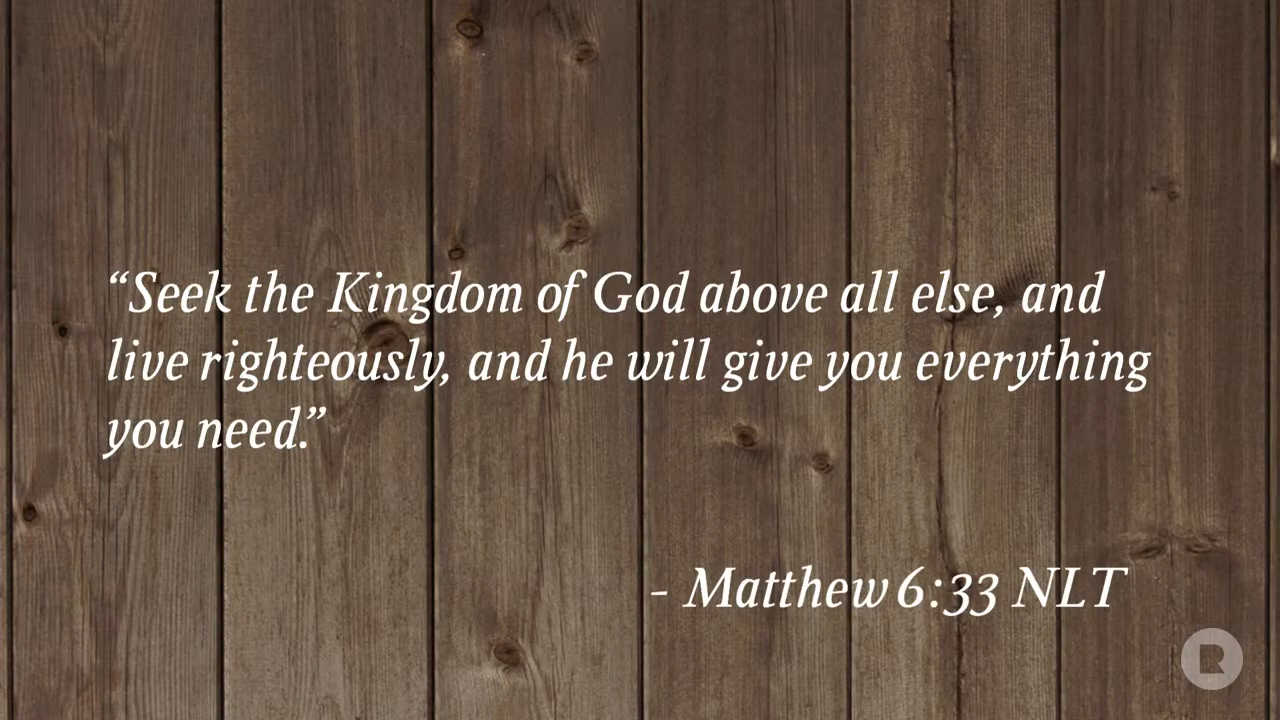 “Seek the Kingdom of God above all else, and
live righteously, and he will give you everything
you need.”
- Matthew 6:33 NLT
R